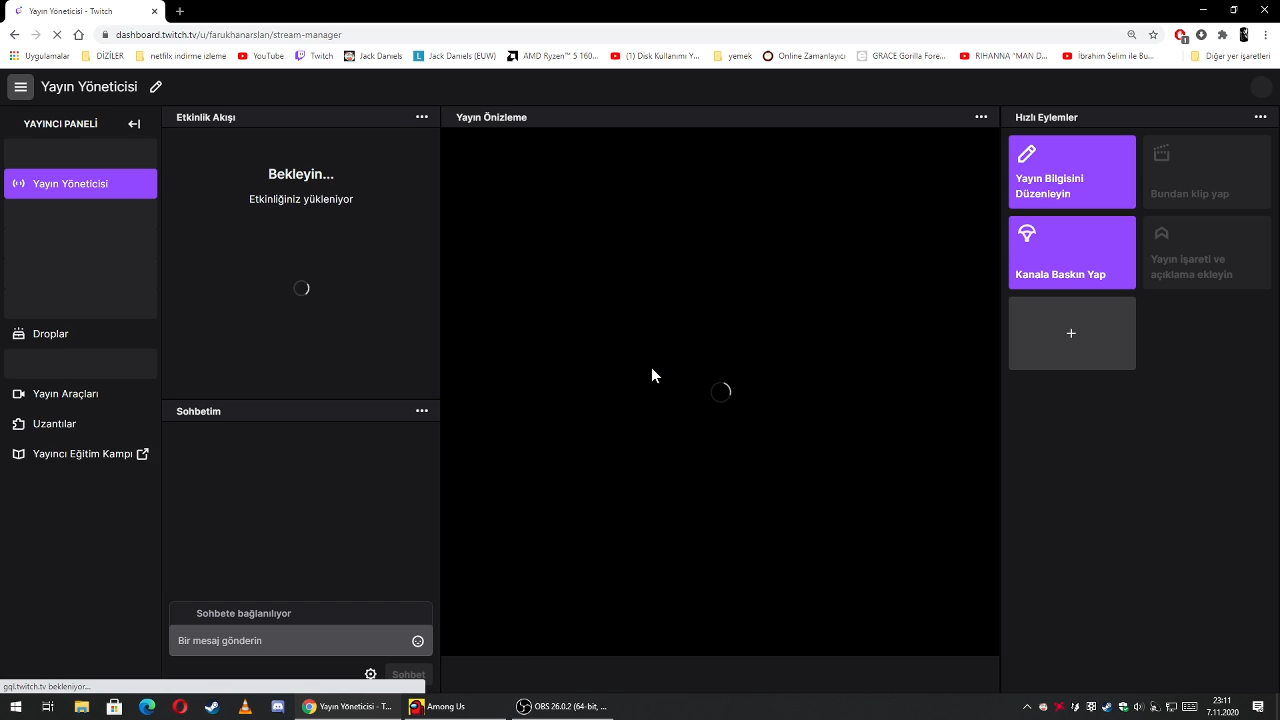 Yayın Yöneticisi - Twitch
dashboard.twitch.tv/u/farukhanarslan/stream-manager
Uygulamalar DİZİLER netfilx indirme izleme YouTube Twitch Jack Daniels Jack Daniels (EUW) AMD Ryzen™ 5 160... (1) Disk Kullanımı Y... yemek Online Zamanlayıcı GRACE Gorilla Fore... RIHANNA "MAN D... İbrahim Selim ile Bu... Diğer yer işaretleri
Yayın Yöneticisi
YAYINCI PANELİ
Yayın Yöneticisi
Droplar
Yayın Araçları
Uzantılar
Yayıncı Eğitim Kampı
Etkinlik Akışı
Bekleyin...
Etkinliğiniz yükleniyor
Sohbetim
Sohbete bağlanılıyor
Bir mesaj gönderin
Sohbet
Yayın Önizleme
Hızlı Eylemler
Yayın Bilgisini
Düzenleyin
Bundan klip yap
Kanala Baskın Yap
Yayın işareti ve
açıklama ekleyin
+
gql.twitch.tv bekleniyor...
Yayın Yöneticisi - T... Among Us OBS 26.0.2 (64-bit, ...
23:11
7.11.2020